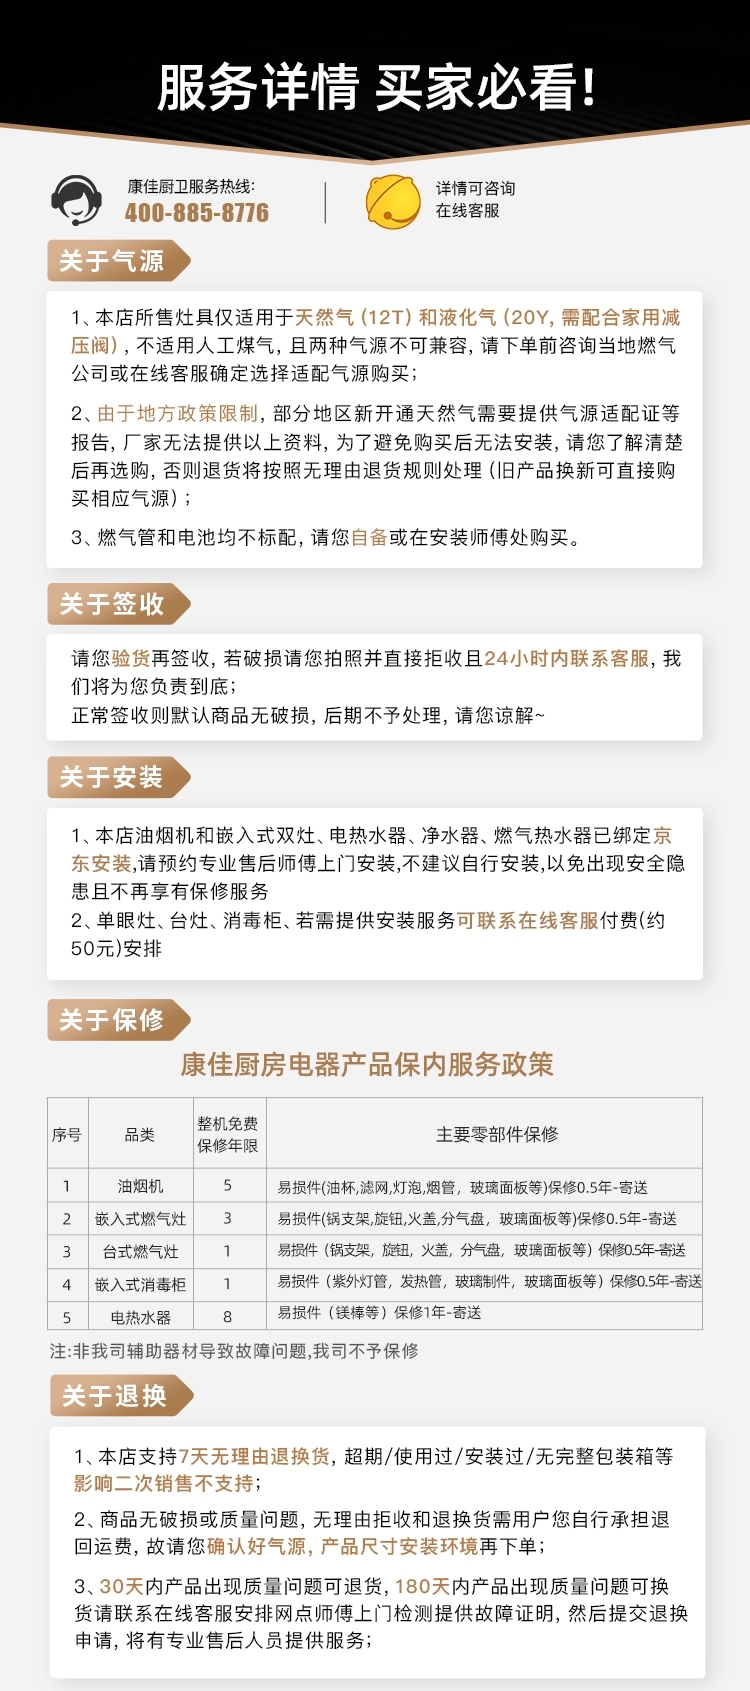 服务详情 买家必看!
康佳厨卫服务热线:
400-885-8776
详情可咨询
在线客服
关于气源
1、本店所售灶具仅适用于天然气（12T）和液化气（20Y, 需配合家用减
压阀）, 不适用人工煤气, 且两种气源不可兼容, 请下单前咨询当地燃气
公司或在线客服确定选择适配气源购买；
2、由于地方政策限制, 部分地区新开通天然气需要提供气源适配证等
报告, 厂家无法提供以上资料, 为了避免购买后无法安装, 请您了解清楚
后再选购, 否则退货将按照无理由退货规则处理（旧产品换新可直接购
买相应气源）；
3、燃气管和电池均不标配, 请您自备或在安装师傅处购买。
关于签收
请您验货再签收, 若破损请您拍照并直接拒收且24小时内联系客服, 我
们将为您负责到底；
正常签收则默认商品无破损, 后期不予处理, 请您谅解~
关于安装
1、本店油烟机和嵌入式双灶、电热水器、净水器、燃气热水器已绑定京
东安装,请预约专业售后师傅上门安装,不建议自行安装,以免出现安全隐
患且不再享有保修服务
2、单眼灶、台灶、消毒柜、若需提供安装服务可联系在线客服付费(约
50元)安排
关于保修
康佳厨房电器产品保内服务政策
序号 品类 整机免费保修年限 主要零部件保修
1 油烟机 5 易损件(油杯,滤网,灯泡,烟管，玻璃面板等)保修0.5年-寄送
2 嵌入式燃气灶 3 易损件(锅支架,旋钮,火盖,分气盘，玻璃面板等)保修0.5年-寄送
3 台式燃气灶 1 易损件（锅支架，旋钮，火盖，分气盘，玻璃面板等）保修0.5年-寄送
4 嵌入式消毒柜 1 易损件（紫外灯管，发热管，玻璃制件，玻璃面板等）保修0.5年-寄送
5 电热水器 8 易损件（镁棒等）保修1年-寄送
注:非我司辅助器材导致故障问题,我司不予保修
关于退换
1、本店支持7天无理由退换货, 超期/使用过/安装过/无完整包装箱等
影响二次销售不支持；
2、商品无破损或质量问题, 无理由拒收和退换货需用户您自行承担退
回运费, 故请您确认好气源, 产品尺寸安装环境再下单；
3、30天内产品出现质量问题可退货, 180天内产品出现质量问题可换
货请联系在线客服安排网点师傅上门检测提供故障证明, 然后提交退换
申请, 将有专业售后人员提供服务；